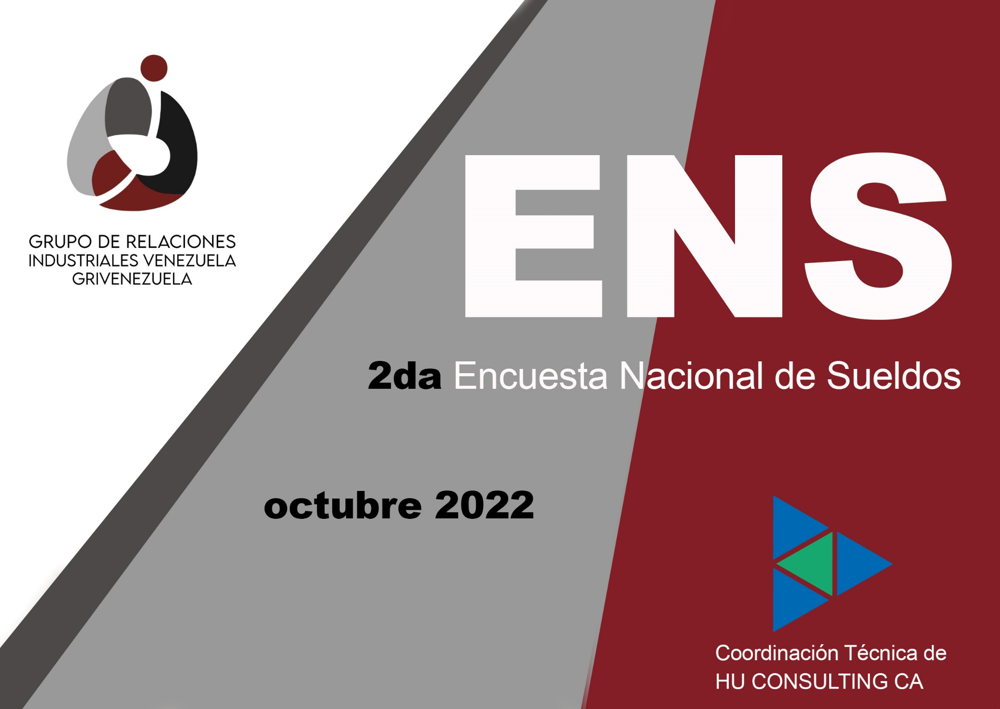 GRUPO DE RELACIONES
INDUSTRIALES VENEZUELA
GRIVENEZUELA
ENS
2da Encuesta Nacional de Sueldos
octubre 2022
Coordinación Técnica de
HU CONSULTING CA